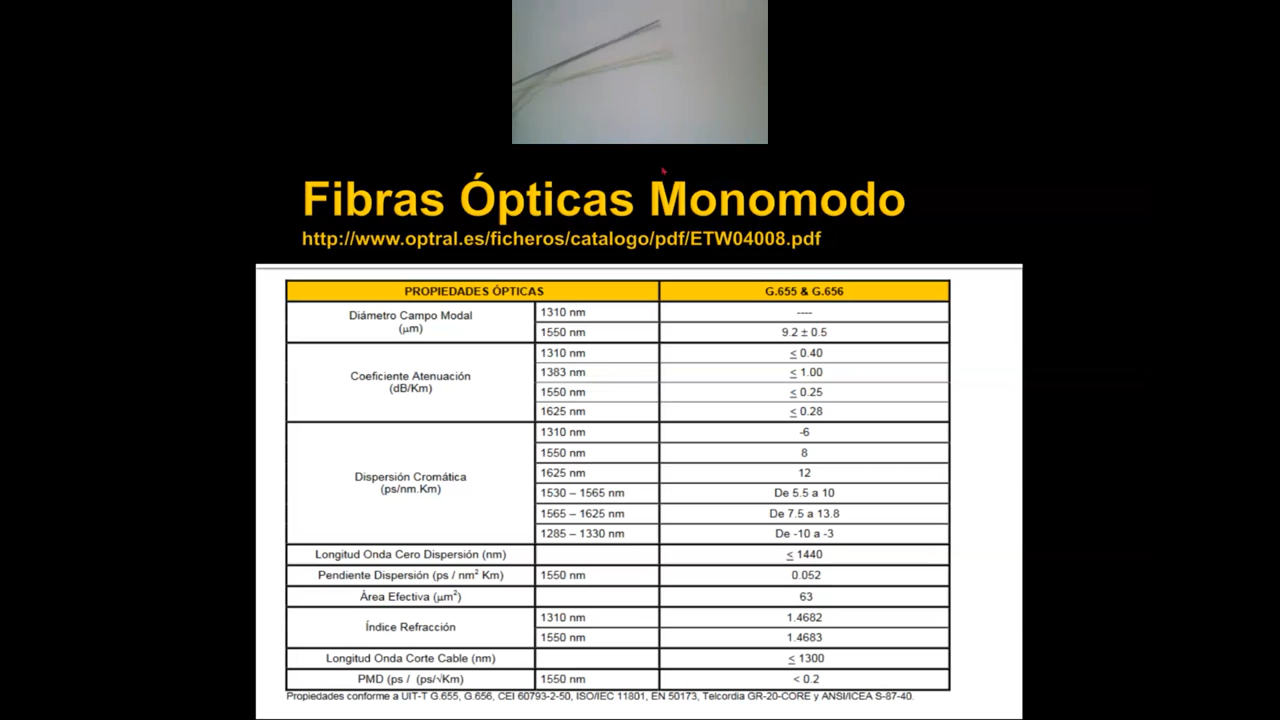 Fibras Ópticas Monomodo
http://www.optral.es/ficheros/catalogo/pdf/ETW04008.pdf
PROPIEDADES ÓPTICAS G.655 & G.656
Diámetro Campo Modal (μm)
1310 nm ----
1550 nm 9.2 ± 0.5
Coeficiente Atenuación (dB/Km)
1310 nm ≤ 0.40
1383 nm ≤ 1.00
1550 nm ≤ 0.25
1625 nm ≤ 0.28
Dispersión Cromática (ps/nm.Km)
1310 nm -6
1550 nm 8
1625 nm 12
1530 – 1565 nm De 5.5 a 10
1565 – 1625 nm De 7.5 a 13.8
1285 – 1330 nm De -10 a -3
Longitud Onda Cero Dispersión (nm) ≤ 1440
Pendiente Dispersión (ps / nm² Km) 1550 nm 0.052
Área Efectiva (μm²) 63
Índice Refracción
1310 nm 1.4682
1550 nm 1.4683
Longitud Onda Corte Cable (nm) ≤ 1300
PMD (ps / (ps/√Km) 1550 nm < 0.2
Propiedades conforme a UIT-T G.655, G.656, CEI 60793-2-50, ISO/IEC 11801, EN 50173, Telcordia GR-20-CORE y ANSI/ICEA S-87-40.